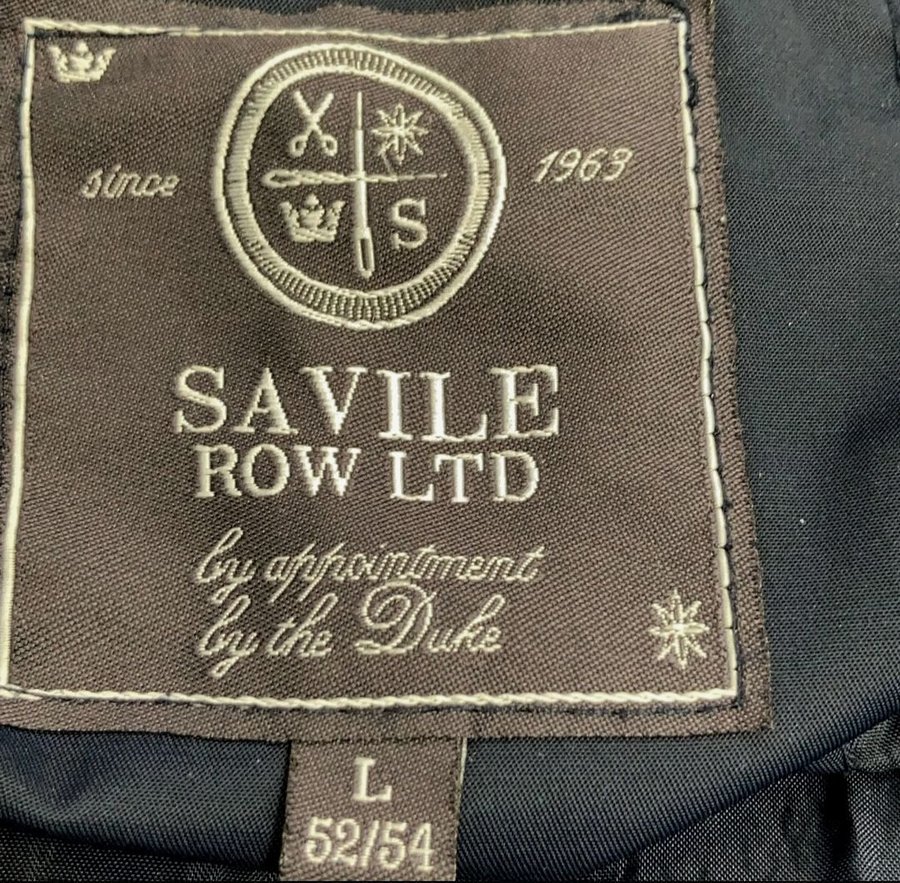 since 1963
S
SAVILE
ROW LTD
by appointment
by the Duke
L
52/54